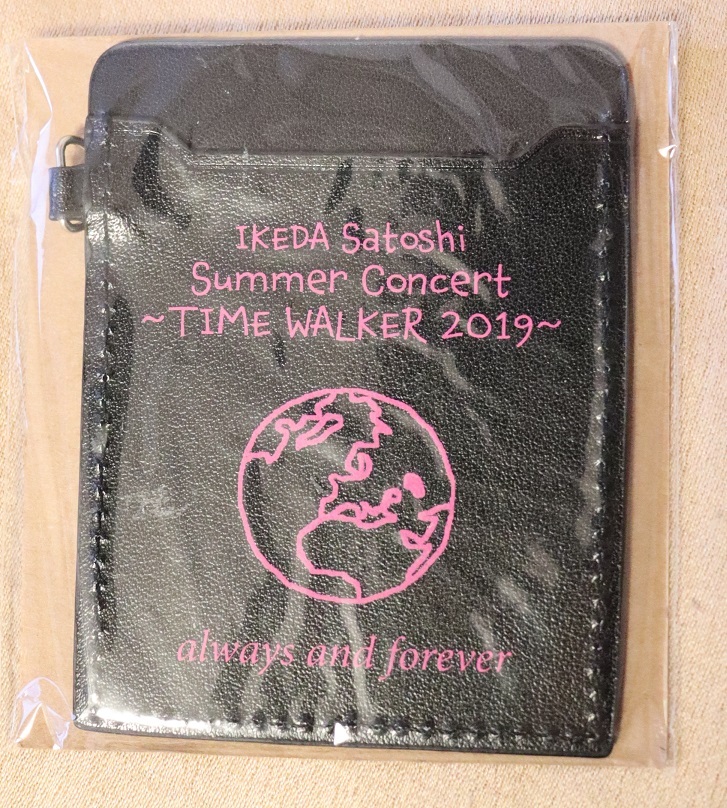 IKEDA Satoshi
Summer Concert
~TIME WALKER 2019~
always and forever